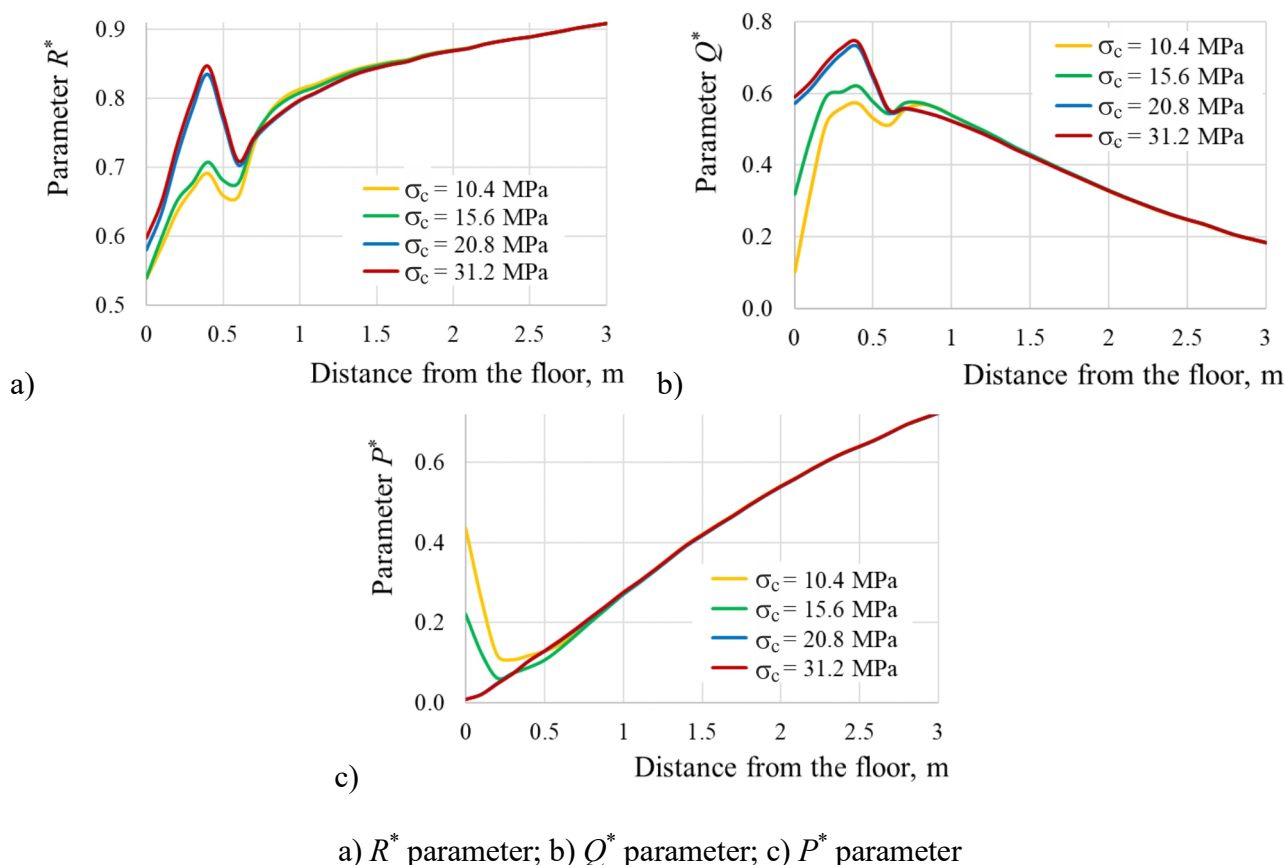 Parameter R*
0.9
0.8
0.7
0.6
0.5
σc = 10.4 MPa
σc = 15.6 MPa
σc = 20.8 MPa
σc = 31.2 MPa
0 0.5 1 1.5 2 2.5 3
Distance from the floor, m
a)
Parameter Q*
0.8
0.6
0.4
0.2
0.0
σc = 10.4 MPa
σc = 15.6 MPa
σc = 20.8 MPa
σc = 31.2 MPa
0 0.5 1 1.5 2 2.5 3
Distance from the floor, m
b)
Parameter P*
0.6
0.4
0.2
0.0
σc = 10.4 MPa
σc = 15.6 MPa
σc = 20.8 MPa
σc = 31.2 MPa
0 0.5 1 1.5 2 2.5 3
Distance from the floor, m
c)
a) R* parameter; b) Q* parameter; c) P* parameter